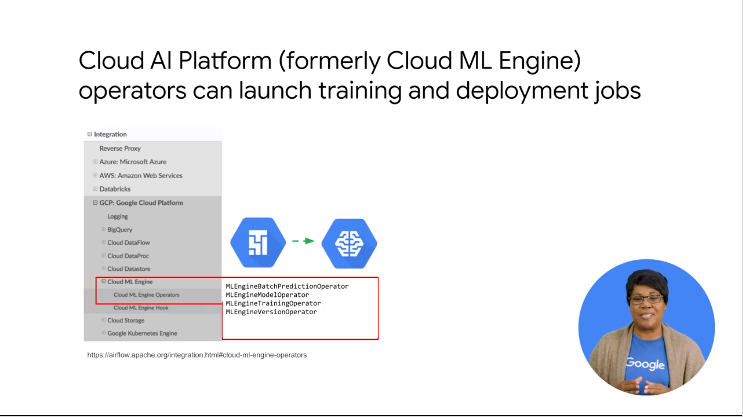 Cloud AI Platform (formerly Cloud ML Engine)
operators can launch training and deployment jobs
Integration
Reverse Proxy
Azure: Microsoft Azure
AWS: Amazon Web Services
Databricks
GCP: Google Cloud Platform
Logging
BigQuery
Cloud DataFlow
Cloud DataProc
Cloud Datastore
Cloud ML Engine
Cloud ML Engine Operators
Cloud ML Engine Hook
Cloud Storage
Google Kubernetes Engine
MLEngineBatchPredictionOperator
MLEngineModelOperator
MLEngineTrainingOperator
MLEngineVersionOperator
https://airflow.apache.org/integration.html#cloud-ml-engine-operators
Google